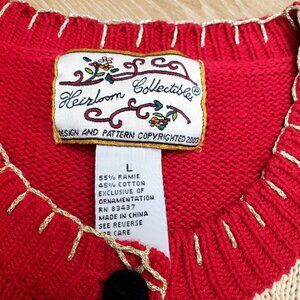 Heirloom Collectibles®
DESIGN AND PATTERN COPYRIGHTED 2002
L
55% RAMIE
45% COTTON
EXCLUSIVE OF
ORNAMENTATION
RN 83437
MADE IN CHINA
SEE REVERSE
FOR CARE